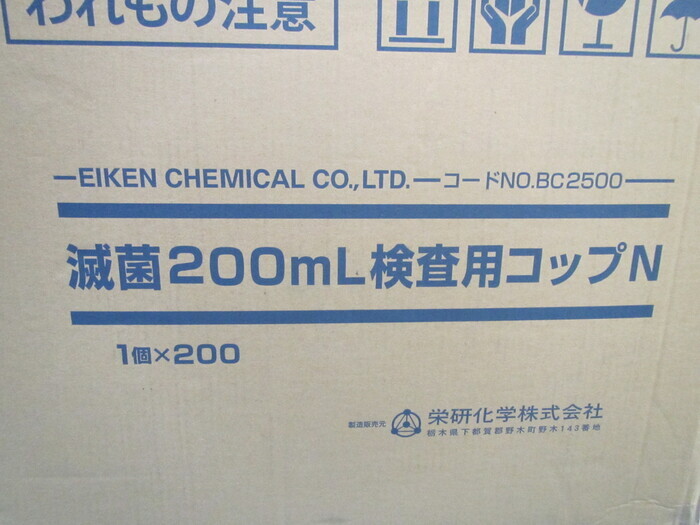 われもの注意
EIKEN CHEMICAL CO.,LTD. コードNO.BC2500
滅菌200mL検査用コップN
1個×200
製造販売元 栄研化学株式会社
栃木県下都賀郡野木町野木143番地